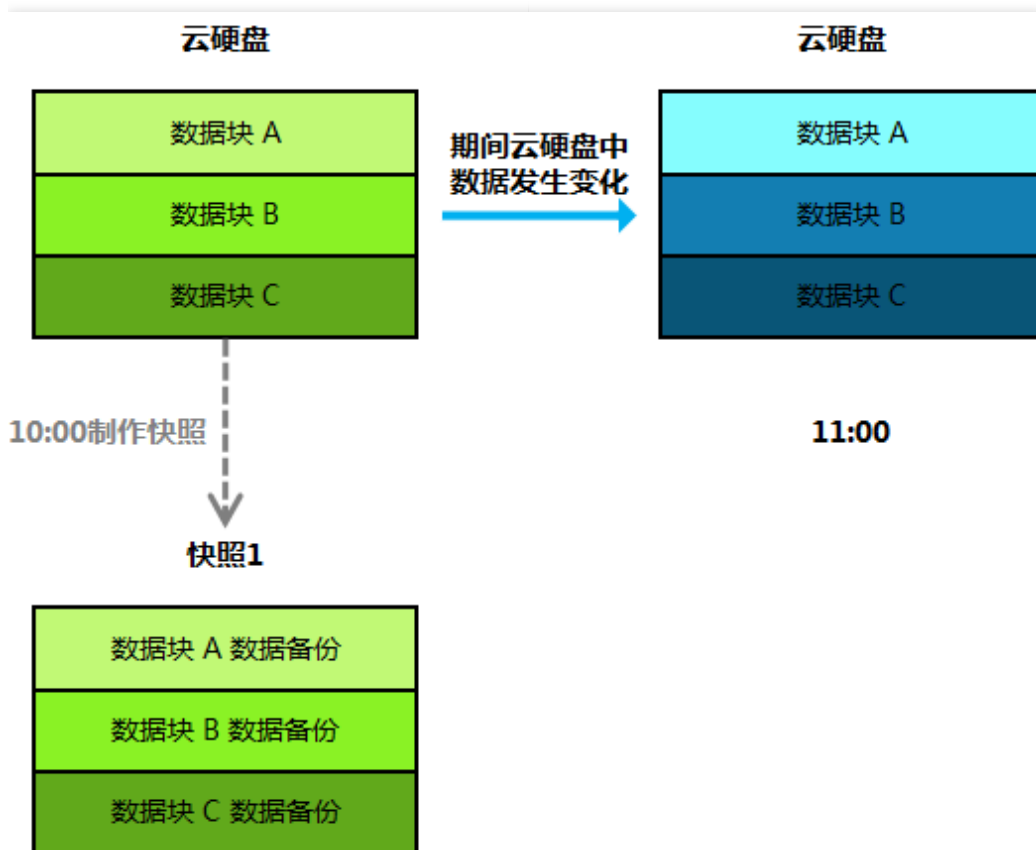 云硬盘
云硬盘
数据块 A
数据块 B
数据块 C
期间云硬盘中
数据发生变化
数据块 A
数据块 B
数据块 C
10:00制作快照
11:00
快照1
数据块 A 数据备份
数据块 B 数据备份
数据块 C 数据备份